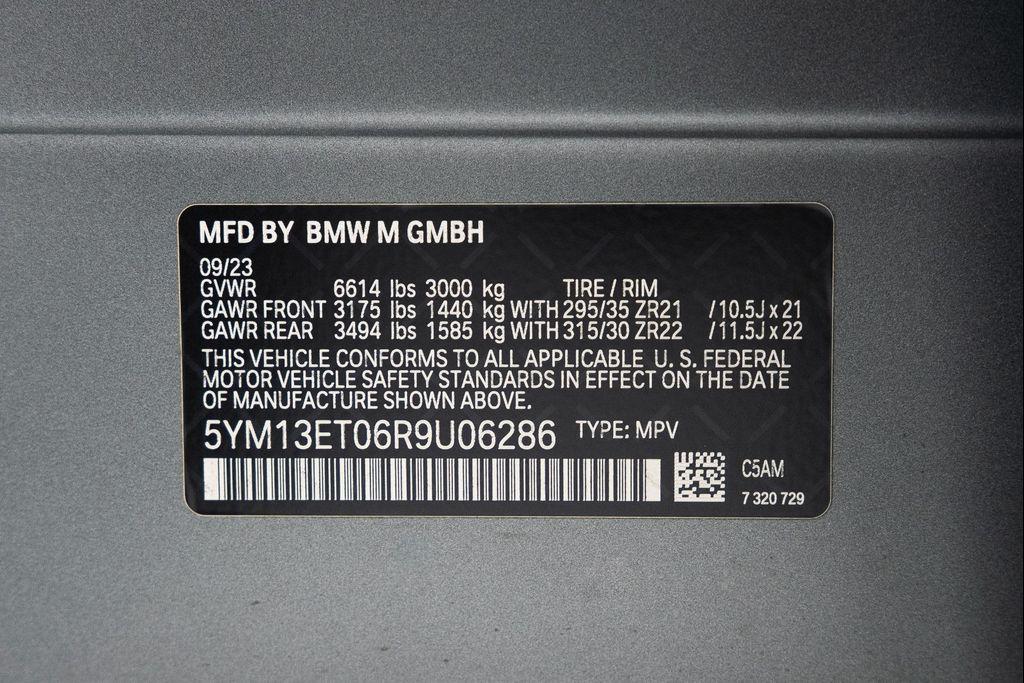 MFD BY BMW M GMBH
09/23
GVWR 6614 lbs 3000 kg TIRE / RIM
GAWR FRONT 3175 lbs 1440 kg WITH 295/35 ZR21 /10.5J x 21
GAWR REAR 3494 lbs 1585 kg WITH 315/30 ZR22 /11.5J x 22
THIS VEHICLE CONFORMS TO ALL APPLICABLE U. S. FEDERAL
MOTOR VEHICLE SAFETY STANDARDS IN EFFECT ON THE DATE
OF MANUFACTURE SHOWN ABOVE.
5YM13ET06R9U06286 TYPE: MPV
C5AM
7 320 729